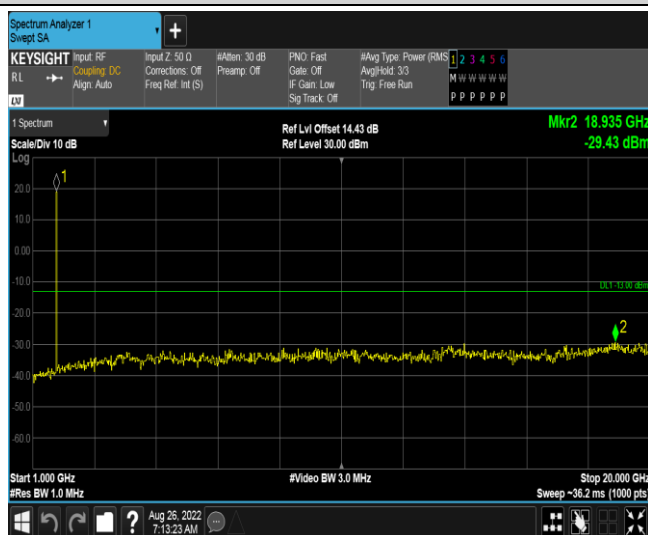 Spectrum Analyzer 1
Swept SA
+
KEYSIGHT
RL
LXI
Input: RF
Coupling: DC
Align: Auto
Input Z: 50 Ω
Corrections: Off
Freq Ref: Int (S)
#Atten: 30 dB
Preamp: Off
PNO: Fast
Gate: Off
IF Gain: Low
Sig Track: Off
#Avg Type: Power (RMS
Avg|Hold: 3/3
Trig: Free Run
1 2 3 4 5 6
M W W W W W
P P P P P P
1 Spectrum
Scale/Div 10 dB
Log
Ref Lvl Offset 14.43 dB
Ref Level 30.00 dBm
Mkr2 18.935 GHz
-29.43 dBm
1
20.0
10.0
0.00
-10.0
DL1 -13.00 dBm
2
-20.0
-30.0
-40.0
-50.0
-60.0
Start 1.000 GHz
#Res BW 1.0 MHz
#Video BW 3.0 MHz
Stop 20.000 GHz
Sweep ~36.2 ms (1000 pts)
?
Aug 26, 2022
7:13:23 AM